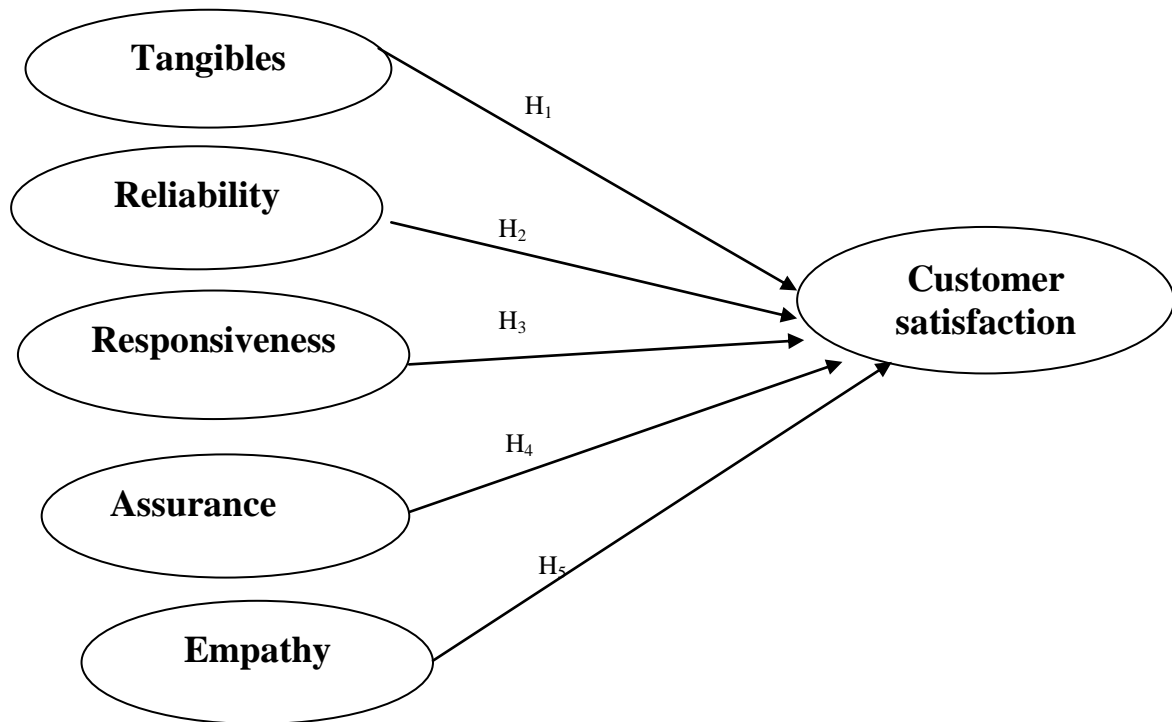 Tangibles
H₁
Reliability
H₂
Customer
satisfaction
Responsiveness
H₃
Assurance
H₄
Empathy
H₅